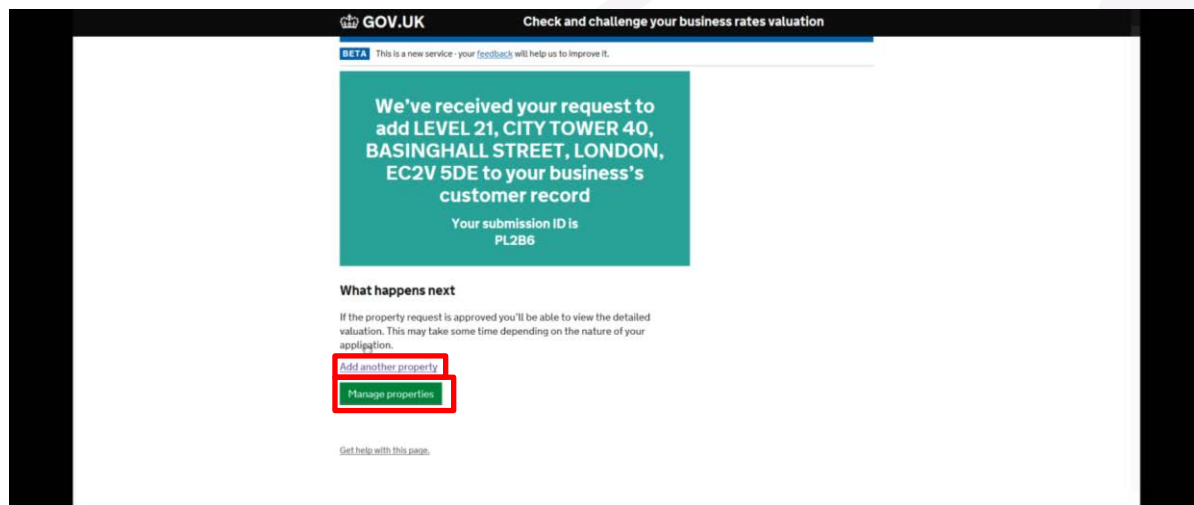 GOV.UK Check and challenge your business rates valuation
BETA This is a new service - your feedback will help us to improve it.
We've received your request to
add LEVEL 21, CITY TOWER 40,
BASINGHALL STREET, LONDON,
EC2V 5DE to your business's
customer record
Your submission ID is
PL2B6
What happens next
If the property request is approved you'll be able to view the detailed
valuation. This may take some time depending on the nature of your
application.
Add another property
Manage properties
Get help with this page.